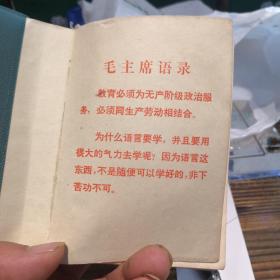 毛主席语录
教育必须为无产阶级政治服
务，必须同生产劳动相结合。
为什么语言要学，并且要用
很大的气力去学呢？因为语言这
东西，不是随便可以学好的，非下
苦功不可。